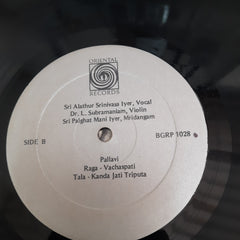 ORIENTAL
RECORDS
Sri Alathur Srinivasa Iyer, Vocal
Dr. L. Subramaniam, Violin
Sri Palghat Mani Iyer, Mridangam
SIDE B
BGRP 1028
Pallavi
Raga - Vachaspati
Tala - Kanda Jati Triputa